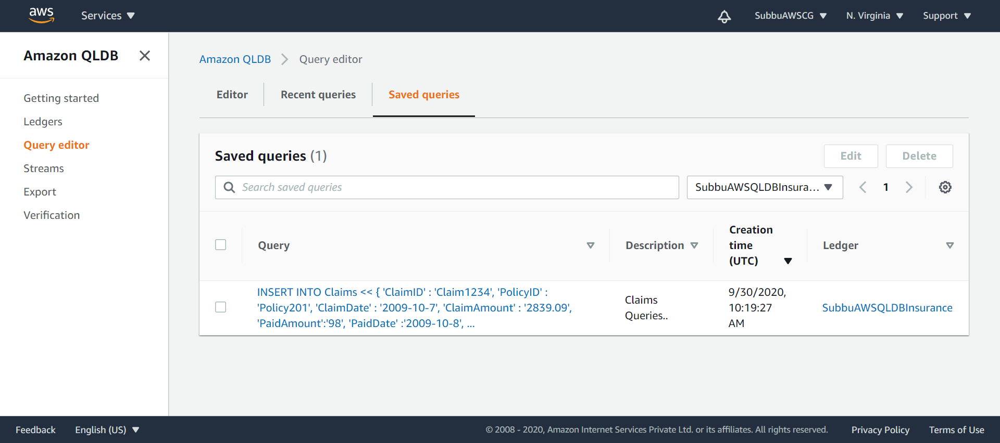 aws
Services
SubbuAWSCG
N. Virginia
Support
Amazon QLDB
Getting started
Ledgers
Query editor
Streams
Export
Verification
Amazon QLDB
Query editor
Editor
Recent queries
Saved queries
Saved queries (1)
Edit
Delete
Search saved queries
SubbuAWSQLDBInsura...
1
Query
Description
Creation
time
(UTC)
Ledger
INSERT INTO Claims << { 'ClaimID' : 'Claim1234', 'PolicyID' :
'Policy201', 'ClaimDate' : '2009-10-7', 'ClaimAmount' : '2839.09',
'PaidAmount':'98', 'PaidDate' :'2009-10-8', ...
Claims
Queries..
9/30/2020,
10:19:27
AM
SubbuAWSQLDBInsurance
Feedback
English (US)
© 2008 - 2020, Amazon Internet Services Private Ltd. or its affiliates. All rights reserved.
Privacy Policy
Terms of Use